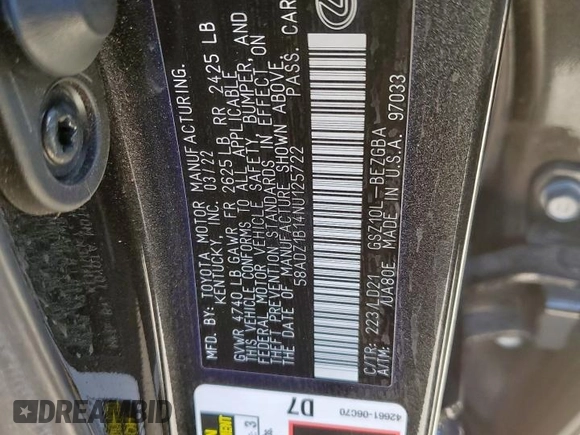 MFD. BY: TOYOTA MOTOR MANUFACTURING,
KENTUCKY, INC. 03/22
GVWR 4740 LB GAWR FR 2625 LB RR 2425 LB
THIS VEHICLE CONFORMS TO ALL APPLICABLE
FEDERAL MOTOR VEHICLE SAFETY, BUMPER, AND
THEFT PREVENTION STANDARDS IN EFFECT ON
THE DATE OF MANUFACTURE SHOWN ABOVE.
58ADZ1B14NU125722 PASS. CAR
C/TR: 223/LD21 GSZ10L-BEZGBA
A/TM: /UA80E MADE IN U.S.A. 97033
42661-06C70
D7
DREAMBID